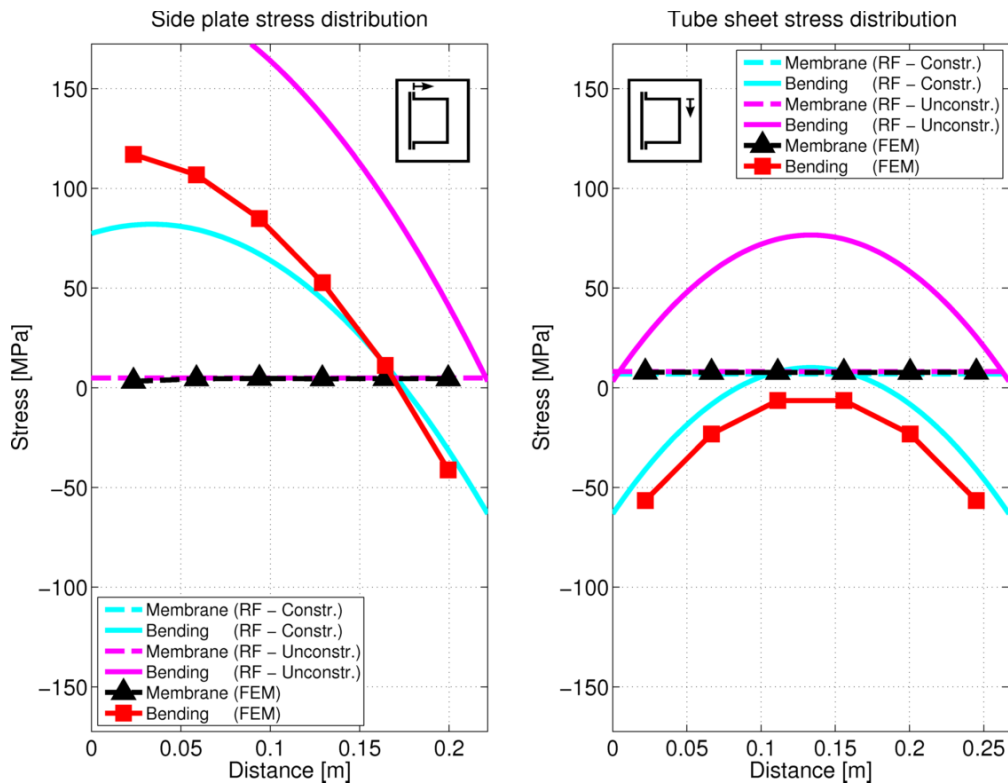 Side plate stress distribution
150
100
50
0
−50
−100
−150
Stress [MPa]
Membrane (RF − Constr.)
Bending (RF − Constr.)
Membrane (RF − Unconstr.)
Bending (RF − Unconstr.)
Membrane (FEM)
Bending (FEM)
0 0.05 0.1 0.15 0.2
Distance [m]
Tube sheet stress distribution
Membrane (RF − Constr.)
Bending (RF − Constr.)
Membrane (RF − Unconstr.)
Bending (RF − Unconstr.)
Membrane (FEM)
Bending (FEM)
150
100
50
0
−50
−100
−150
Stress [MPa]
0 0.05 0.1 0.15 0.2 0.25
Distance [m]